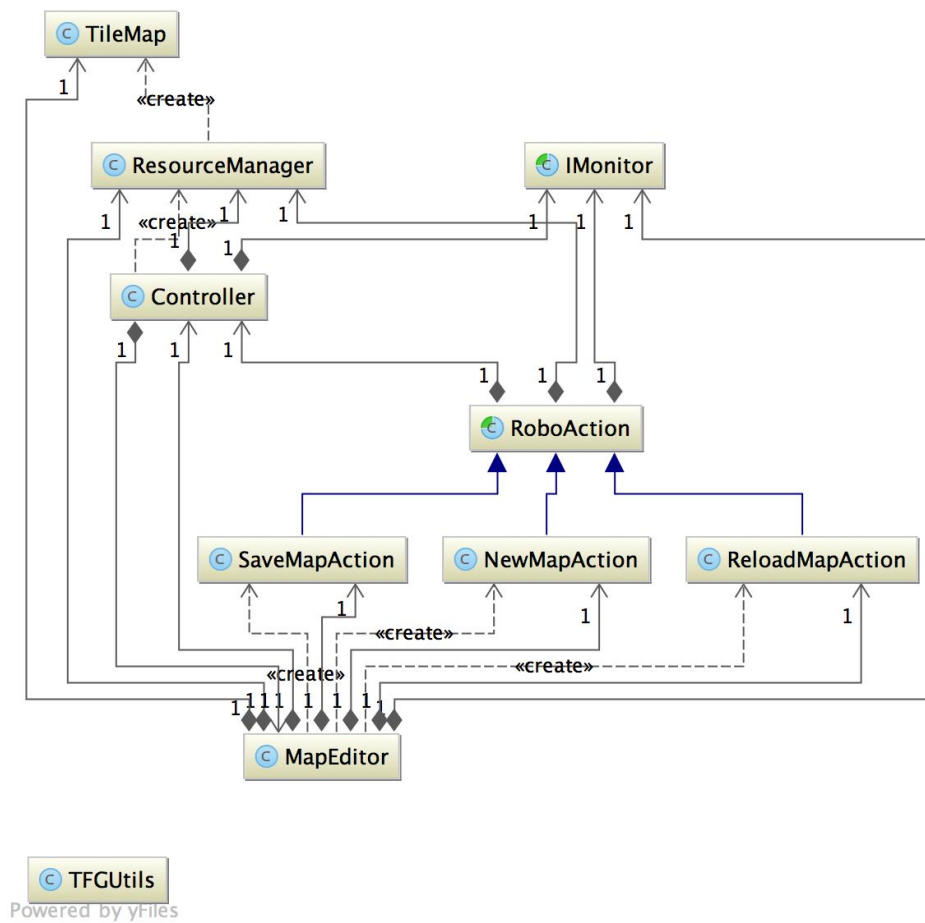 TileMap
1
«create»
ResourceManager
IMonitor
1
«create»
1
1
1
1
1
1
1
Controller
1
1
1
1
1
1
RoboAction
SaveMapAction
NewMapAction
ReloadMapAction
1
1
1
«create»
«create»
«create»
1
1
1
1
1
1
1
1
MapEditor
TFGUtils
Powered by yFiles